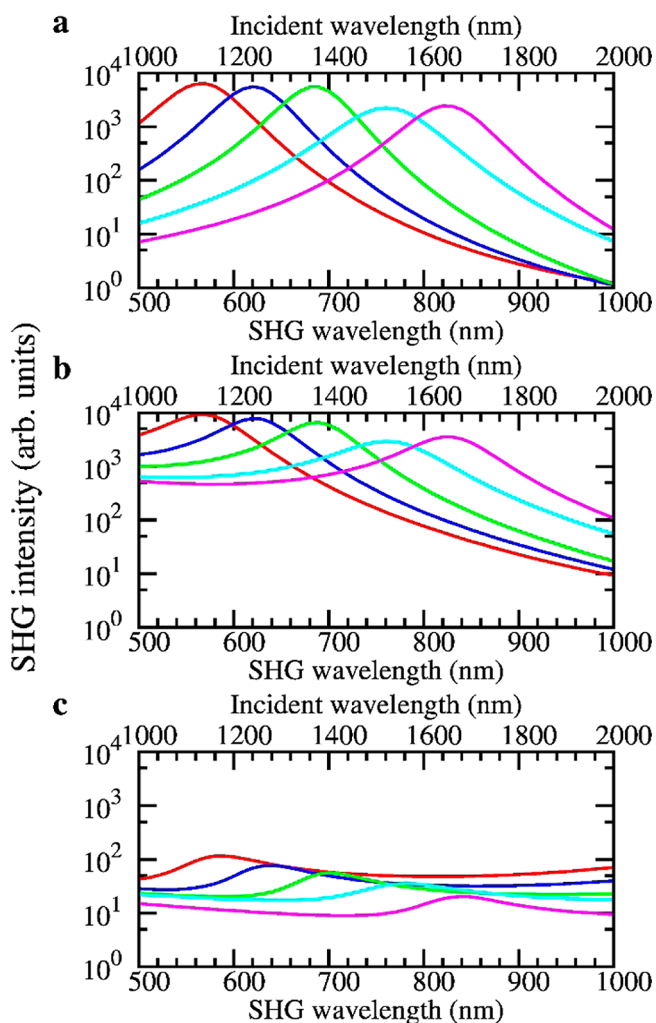 a
Incident wavelength (nm)
1000 1200 1400 1600 1800 2000
10^4
10^3
10^2
10^1
10^0
500 600 700 800 900 1000
SHG wavelength (nm)
SHG intensity (arb. units)
b
Incident wavelength (nm)
1000 1200 1400 1600 1800 2000
10^4
10^3
10^2
10^1
10^0
500 600 700 800 900 1000
SHG wavelength (nm)
c
Incident wavelength (nm)
1000 1200 1400 1600 1800 2000
10^4
10^3
10^2
10^1
10^0
500 600 700 800 900 1000
SHG wavelength (nm)